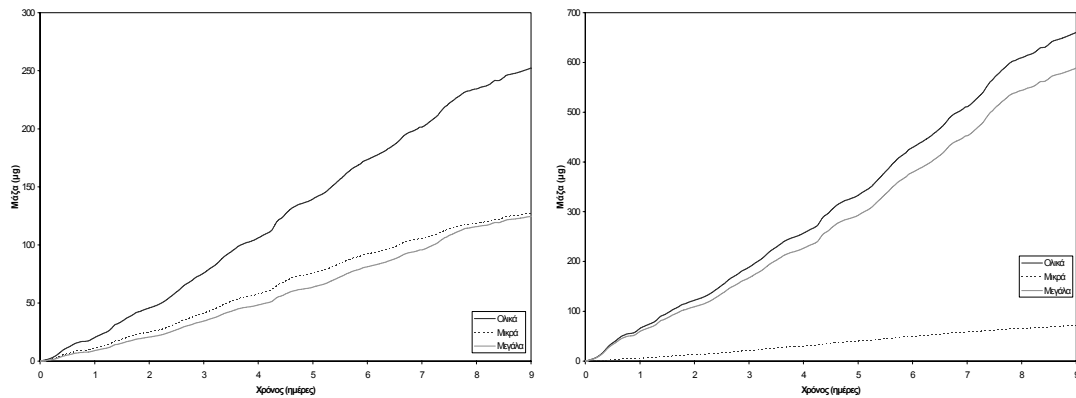 300
250
200
150
100
50
0
Μάζα (μg)
0 1 2 3 4 5 6 7 8 9
Χρόνος (ημέρες)
Ολικά
Μικρά
Μεγάλα
700
600
500
400
300
200
100
0
Μάζα (μg)
0 1 2 3 4 5 6 7 8 9
Χρόνος (ημέρες)
Ολικά
Μικρά
Μεγάλα